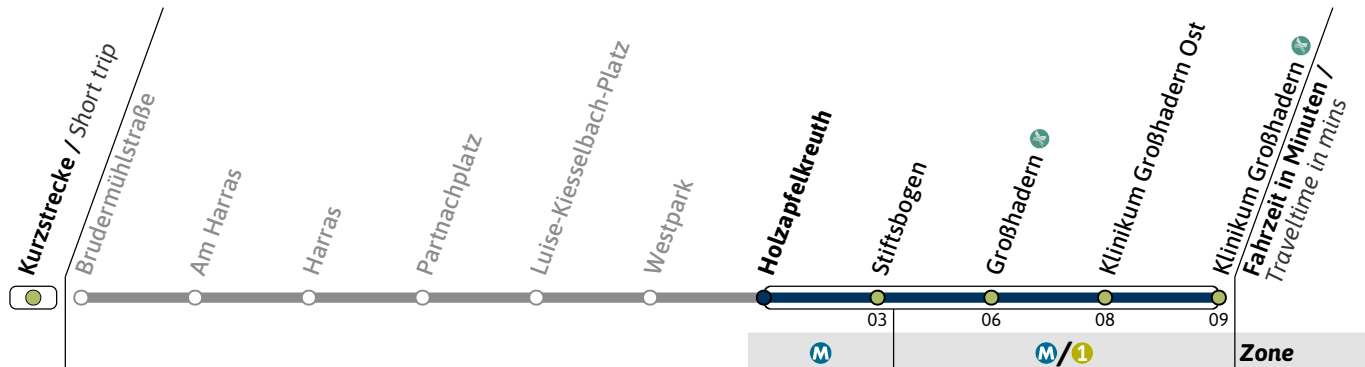 Kurzstrecke / Short trip
Brudermühlstraße
Am Harras
Harras
Partnachplatz
Luise-Kiesselbach-Platz
Westpark
Holzapfelkreuth
Stiftsbogen
Großhadern
Klinikum Großhadern Ost
Klinikum Großhadern
Fahrzeit in Minuten /
Traveltime in mins
03
06
08
09
M
M/1
Zone